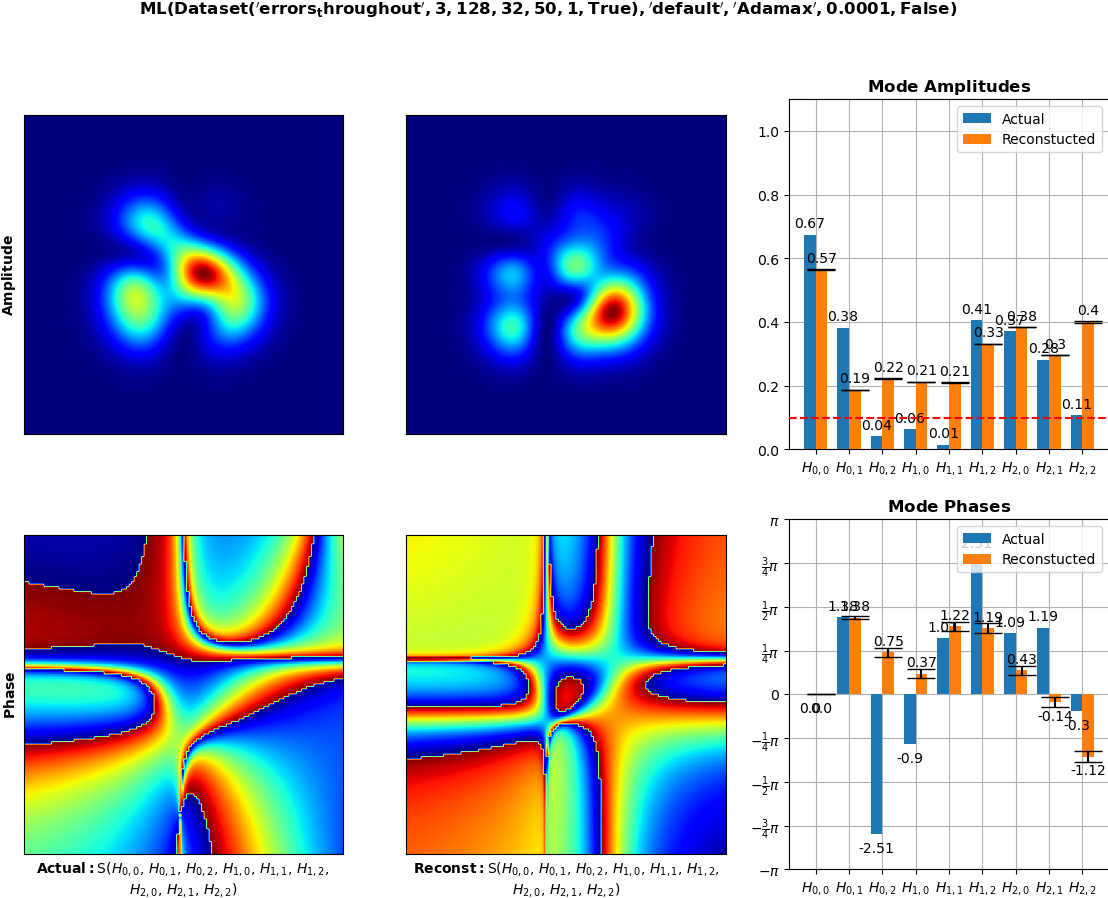 ML(Dataset('errors_throughout', 3, 128, 32, 50, 1, True), 'default', 'Adamax', 0.0001, False)
Amplitude
Mode Amplitudes
Actual
Reconstucted
1.0
0.8
0.6
0.4
0.2
0.0
0.67
0.57
0.38
0.19
0.04
0.22
0.06
0.21
0.01
0.21
0.41
0.33
0.37
0.38
0.28
0.3
0.11
0.4
H0,0 H0,1 H0,2 H1,0 H1,1 H1,2 H2,0 H2,1 H2,2
Phase
Actual: S(H0,0, H0,1, H0,2, H1,0, H1,1, H1,2,
H2,0, H2,1, H2,2)
Reconst: S(H0,0, H0,1, H0,2, H1,0, H1,1, H1,2,
H2,0, H2,1, H2,2)
Mode Phases
Actual
Reconstucted
π
3/4π
1/2π
1/4π
0
−1/4π
−1/2π
−3/4π
−π
0.0
0.0
1.38
1.38
-2.51
0.75
-0.9
0.37
1.22
1.19
1.09
0.43
1.19
-0.14
-0.3
-1.12
H0,0 H0,1 H0,2 H1,0 H1,1 H1,2 H2,0 H2,1 H2,2